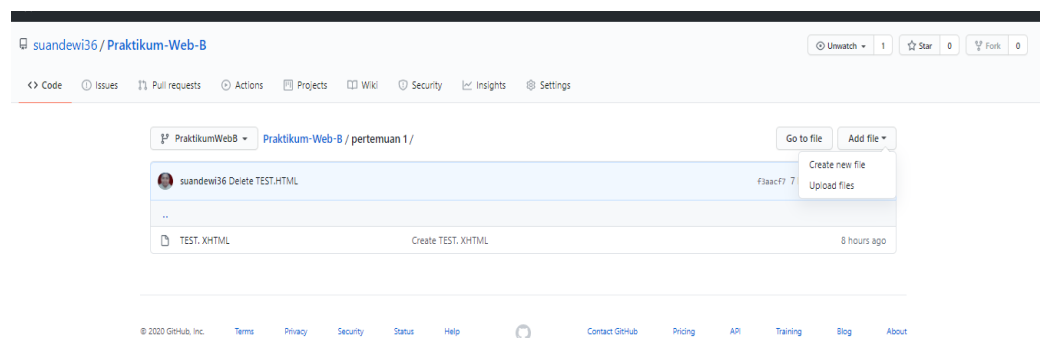 suandewi36 / Praktikum-Web-B
Unwatch 1 Star 0 Fork 0
<> Code Issues Pull requests Actions Projects Wiki Security Insights Settings
PraktikumWebB Praktikum-Web-B / pertemuan 1 / Go to file Add file
Create new file
suandewi36 Delete TEST.HTML f3aacf7 7
Upload files
..
TEST. XHTML Create TEST. XHTML 8 hours ago
© 2020 GitHub, Inc. Terms Privacy Security Status Help Contact GitHub Pricing API Training Blog About